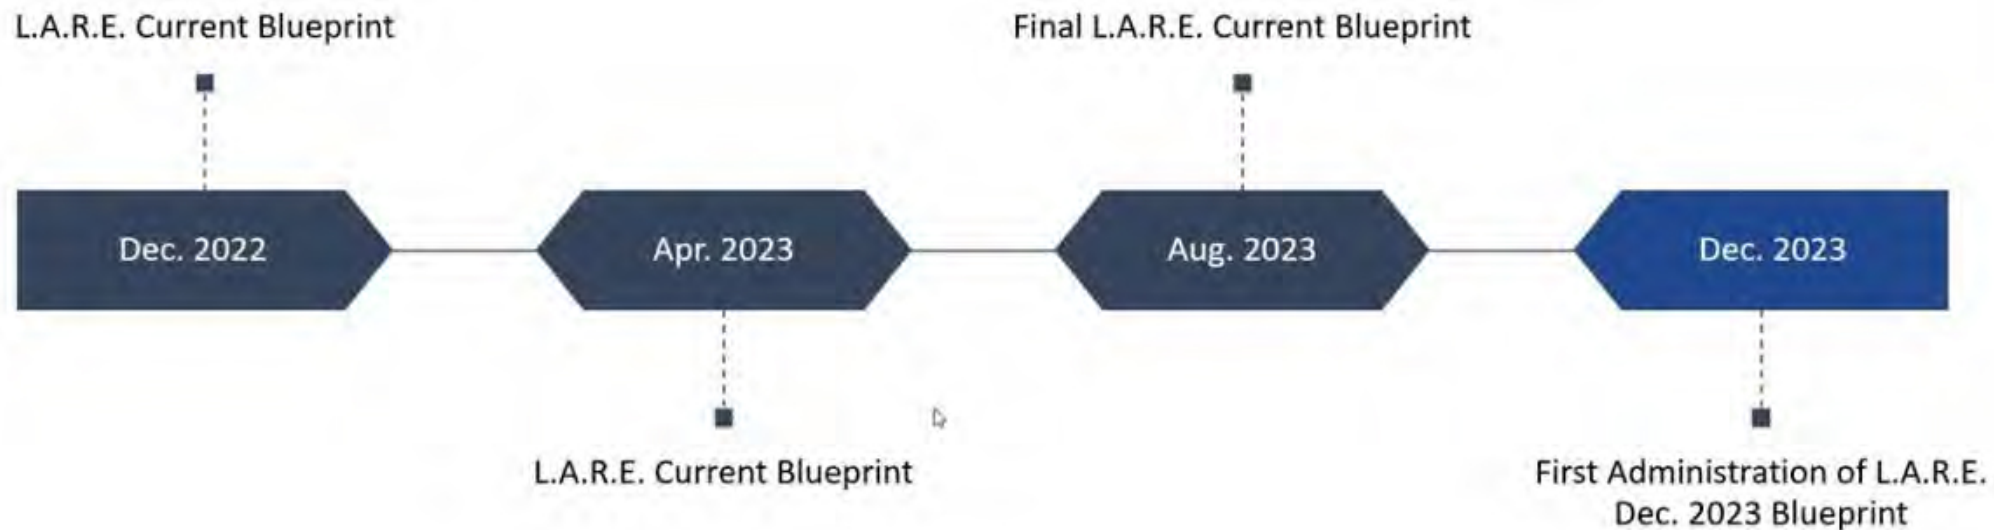 L.A.R.E. Current Blueprint
Final L.A.R.E. Current Blueprint
Dec. 2022
Apr. 2023
Aug. 2023
Dec. 2023
L.A.R.E. Current Blueprint
First Administration of L.A.R.E.
Dec. 2023 Blueprint